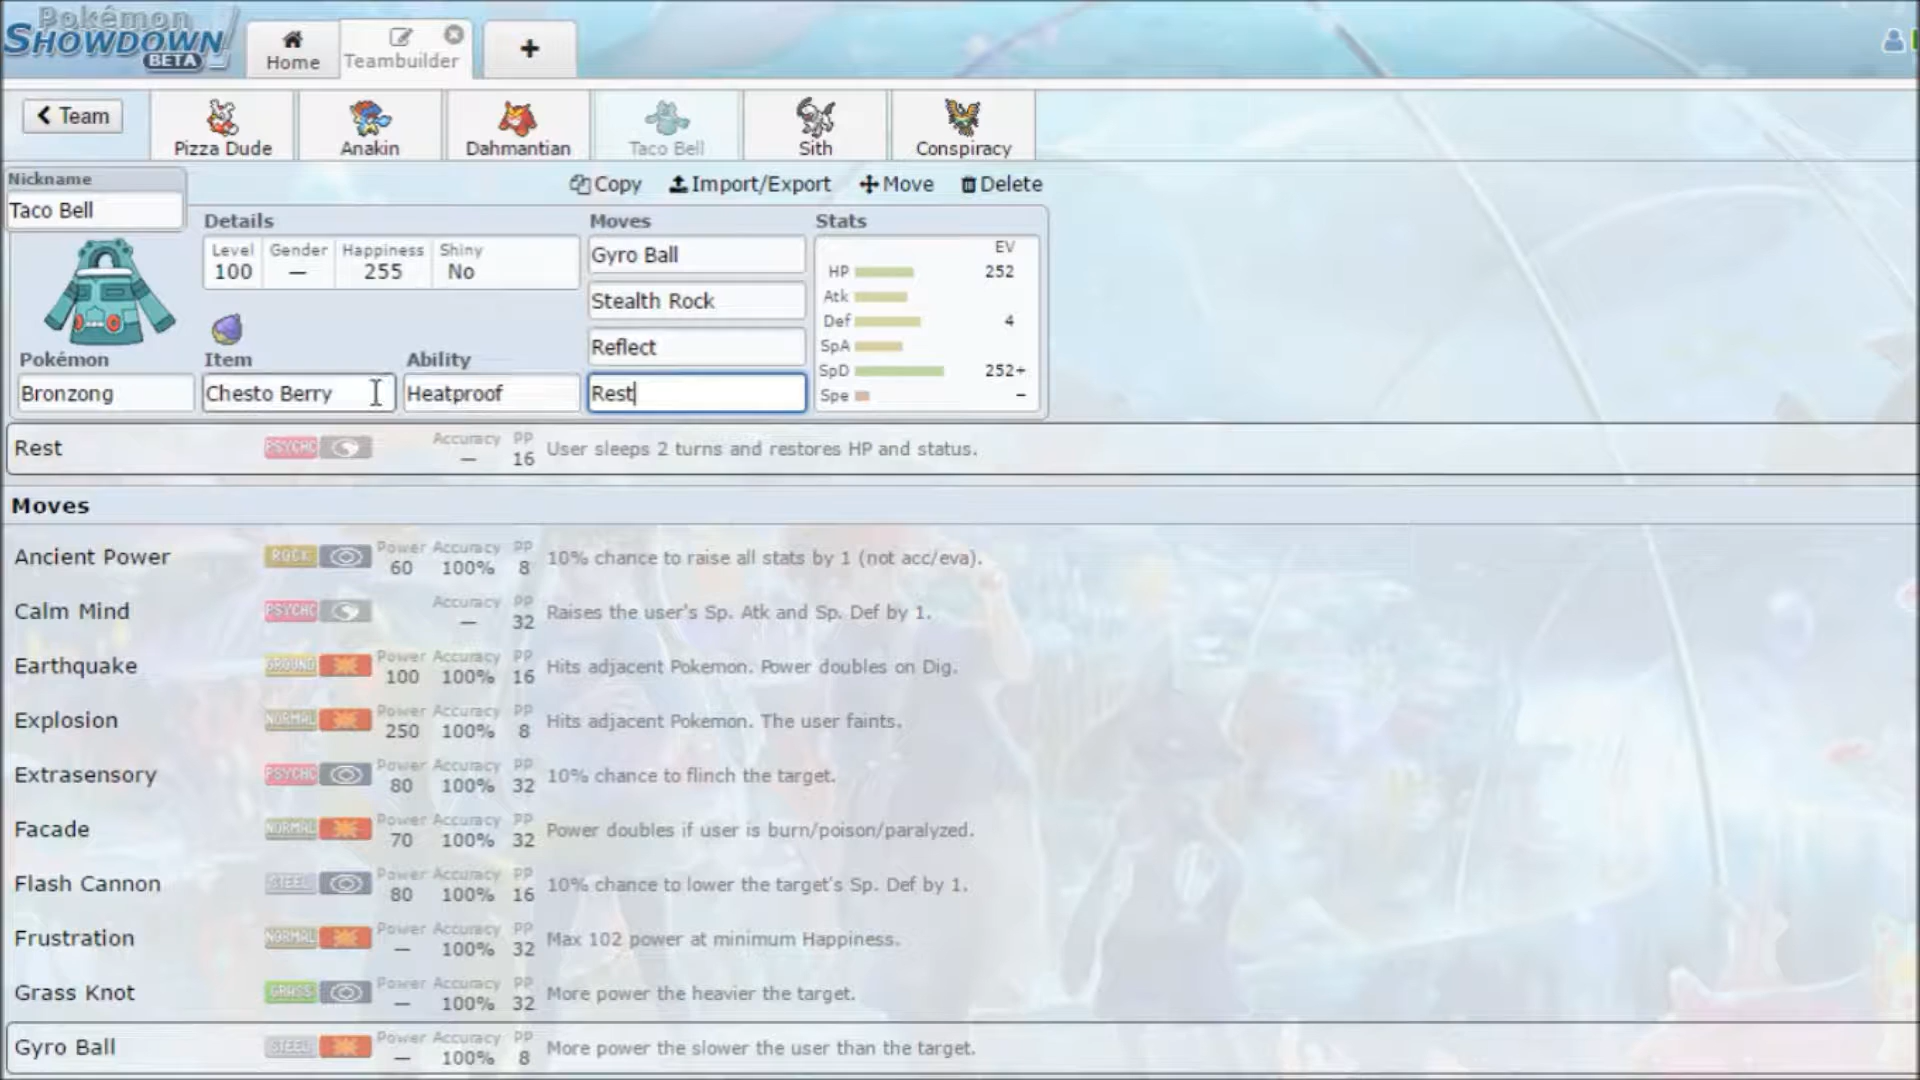 Pokémon
SHOWDOWN
BETA
Home
Teambuilder
+
Team
Pizza Dude
Anakin
Dahmantian
Taco Bell
Sith
Conspiracy
Nickname
Taco Bell
Copy Import/Export Move Delete
Details
Level Gender Happiness Shiny
100 — 255 No
Pokémon Item Ability
Bronzong Chesto Berry Heatproof
Moves
Gyro Ball
Stealth Rock
Reflect
Rest
Stats
EV
HP 252
Atk
Def 4
SpA
SpD 252+
Spe –
Rest PSYCHC Accuracy — PP 16 User sleeps 2 turns and restores HP and status.
Moves
Ancient Power ROCK Power 60 Accuracy 100% PP 8 10% chance to raise all stats by 1 (not acc/eva).
Calm Mind PSYCHC Accuracy — PP 32 Raises the user's Sp. Atk and Sp. Def by 1.
Earthquake GROUND Power 100 Accuracy 100% PP 16 Hits adjacent Pokemon. Power doubles on Dig.
Explosion NORMAL Power 250 Accuracy 100% PP 8 Hits adjacent Pokemon. The user faints.
Extrasensory PSYCHC Power 80 Accuracy 100% PP 32 10% chance to flinch the target.
Facade NORMAL Power 70 Accuracy 100% PP 32 Power doubles if user is burn/poison/paralyzed.
Flash Cannon STEEL Power 80 Accuracy 100% PP 16 10% chance to lower the target's Sp. Def by 1.
Frustration NORMAL Power — Accuracy 100% PP 32 Max 102 power at minimum Happiness.
Grass Knot GRASS Power — Accuracy 100% PP 32 More power the heavier the target.
Gyro Ball STEEL Power — Accuracy 100% PP 8 More power the slower the user than the target.